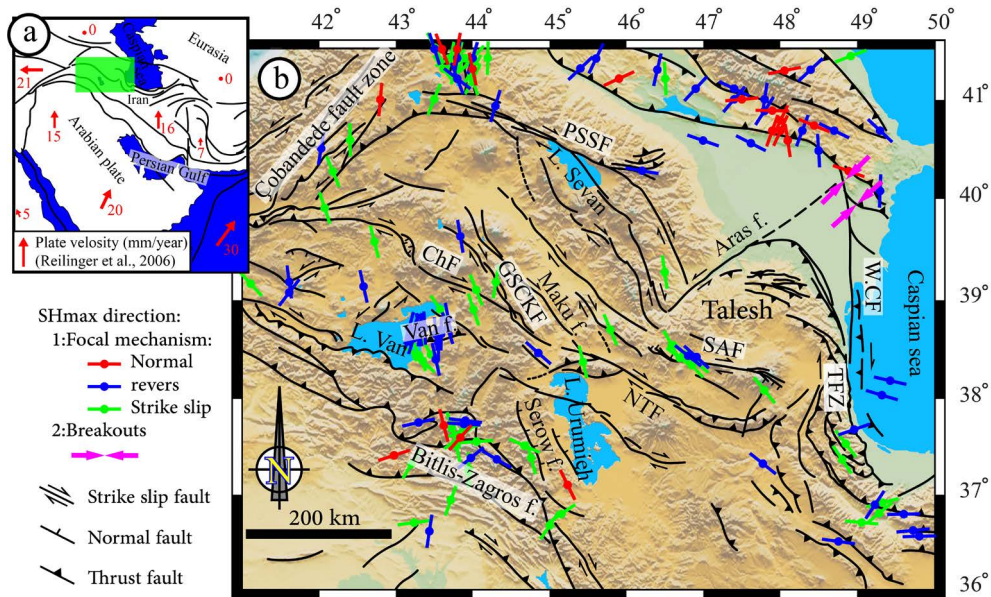 42° 43° 44° 45° 46° 47° 48° 49° 50°
a
0
Eurasia
Caspian sea
0
21
Iran
15
16
7
Arabian plate
Persian Gulf
5
20
30
Plate velosity (mm/year)
(Reilinger et al., 2006)
b
Cobandede fault zone
PSSF
L. Sevan
Aras f.
ChF
GSCKF
Maku f.
Talesh
W.CF
Caspian sea
L. Van
Van f.
SAF
TFZ
NTF
L. Urumieh
Serow f.
Bitlis-Zagros f.
41°
40°
39°
38°
37°
36°
SHmax direction:
1:Focal mechanism:
Normal
revers
Strike slip
2:Breakouts
Strike slip fault
Normal fault
Thrust fault
N
200 km